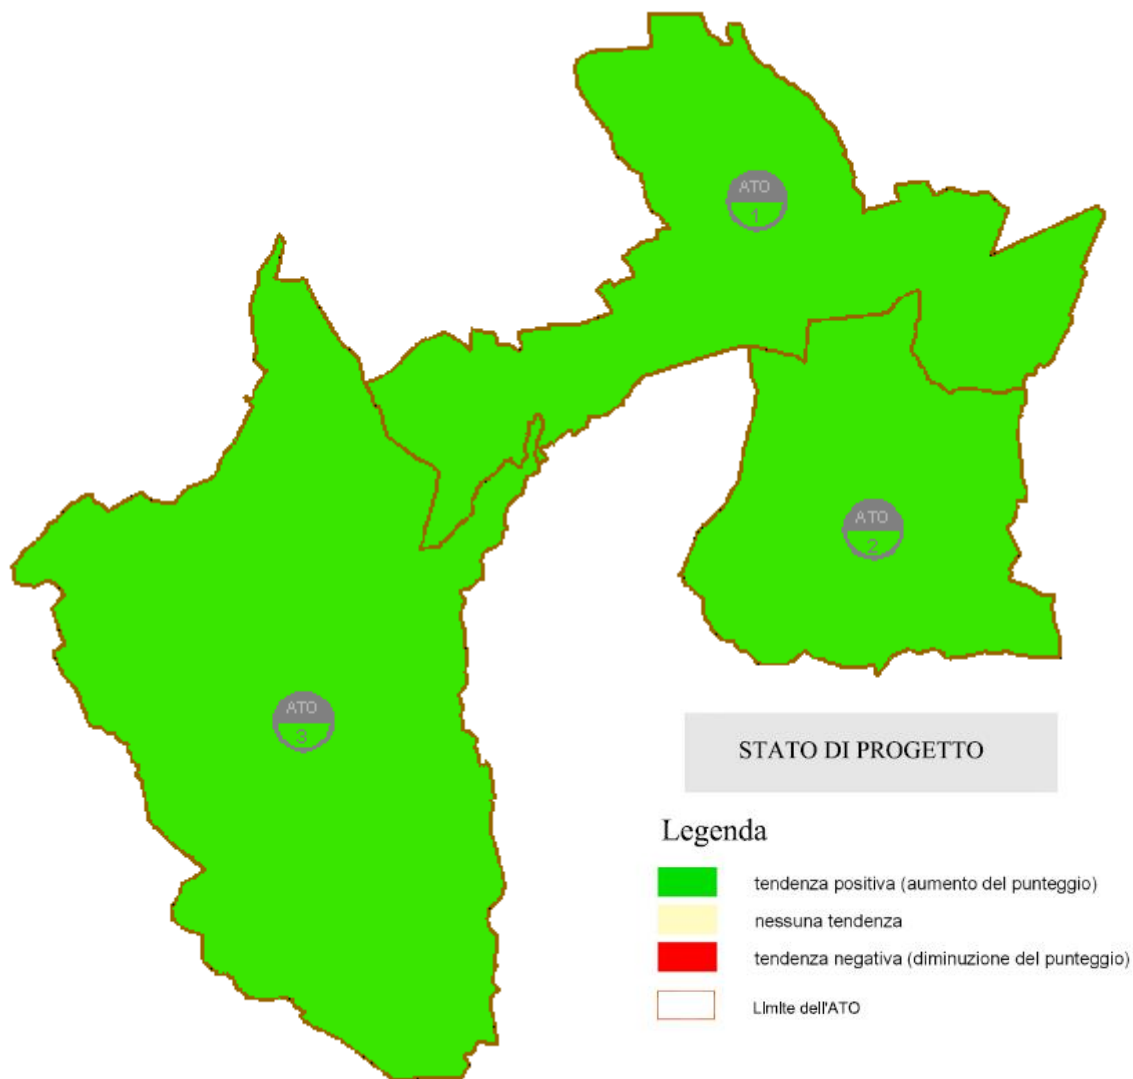 ATO
1
ATO
2
ATO
3
STATO DI PROGETTO
Legenda
tendenza positiva (aumento del punteggio)
nessuna tendenza
tendenza negativa (diminuzione del punteggio)
Limite dell'ATO